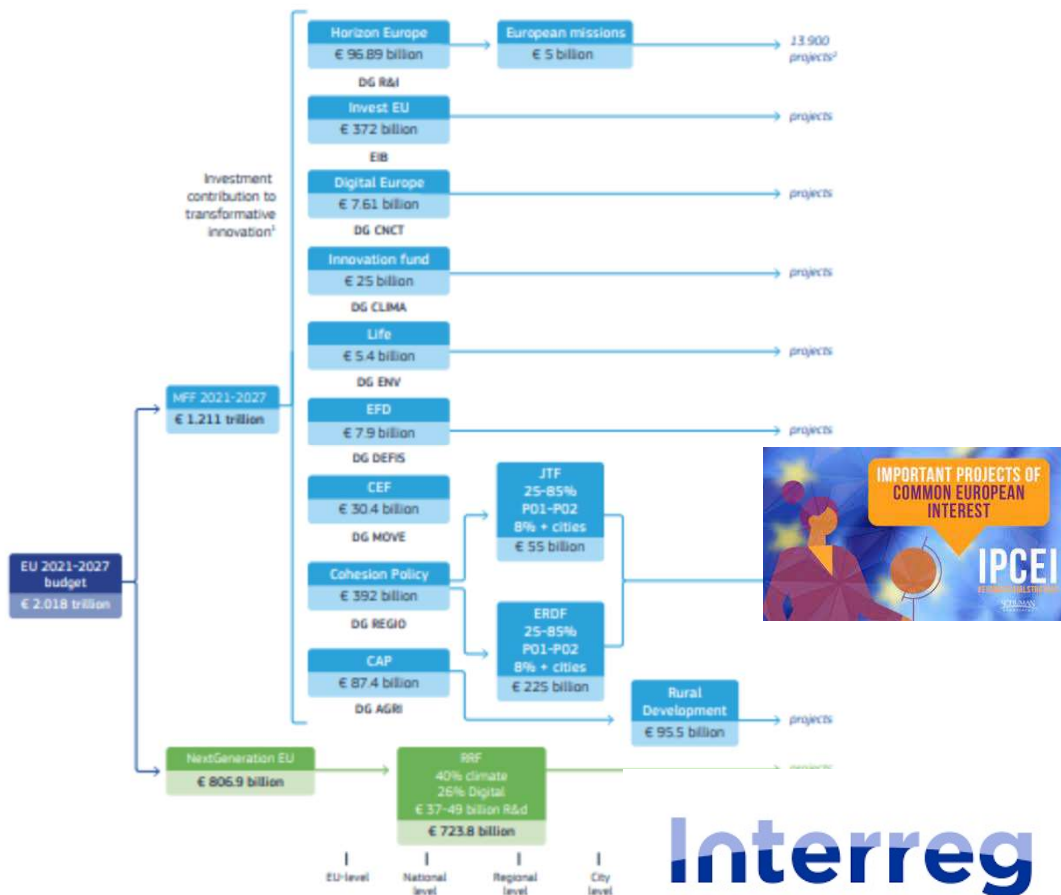 Horizon Europe
€ 96.89 billion
DG R&I
European missions
€ 5 billion
13.900
projects²
Invest EU
€ 372 billion
EIB
projects
Investment
contribution to
transformative
innovation¹
Digital Europe
€ 7.61 billion
DG CNCT
projects
Innovation fund
€ 25 billion
DG CLIMA
projects
Life
€ 5.4 billion
DG ENV
projects
MFF 2021-2027
€ 1.211 trillion
EFD
€ 7.9 billion
DG DEFIS
projects
CEF
€ 30.4 billion
DG MOVE
JTF
25-85%
P01-P02
8% + cities
€ 55 billion
IMPORTANT PROJECTS OF
COMMON EUROPEAN
INTEREST
IPCEI
EU 2021-2027
budget
€ 2.018 trillion
Cohesion Policy
€ 392 billion
DG REGIO
ERDF
25-85%
P01-P02
8% + cities
€ 225 billion
CAP
€ 87.4 billion
DG AGRI
Rural
Development
€ 95.5 billion
projects
NextGeneration EU
€ 806.9 billion
RRF
40% climate
26% Digital
€ 37-49 billion R&d
€ 723.8 billion
projects
EU-level
National
level
Regional
level
City
level
Interreg